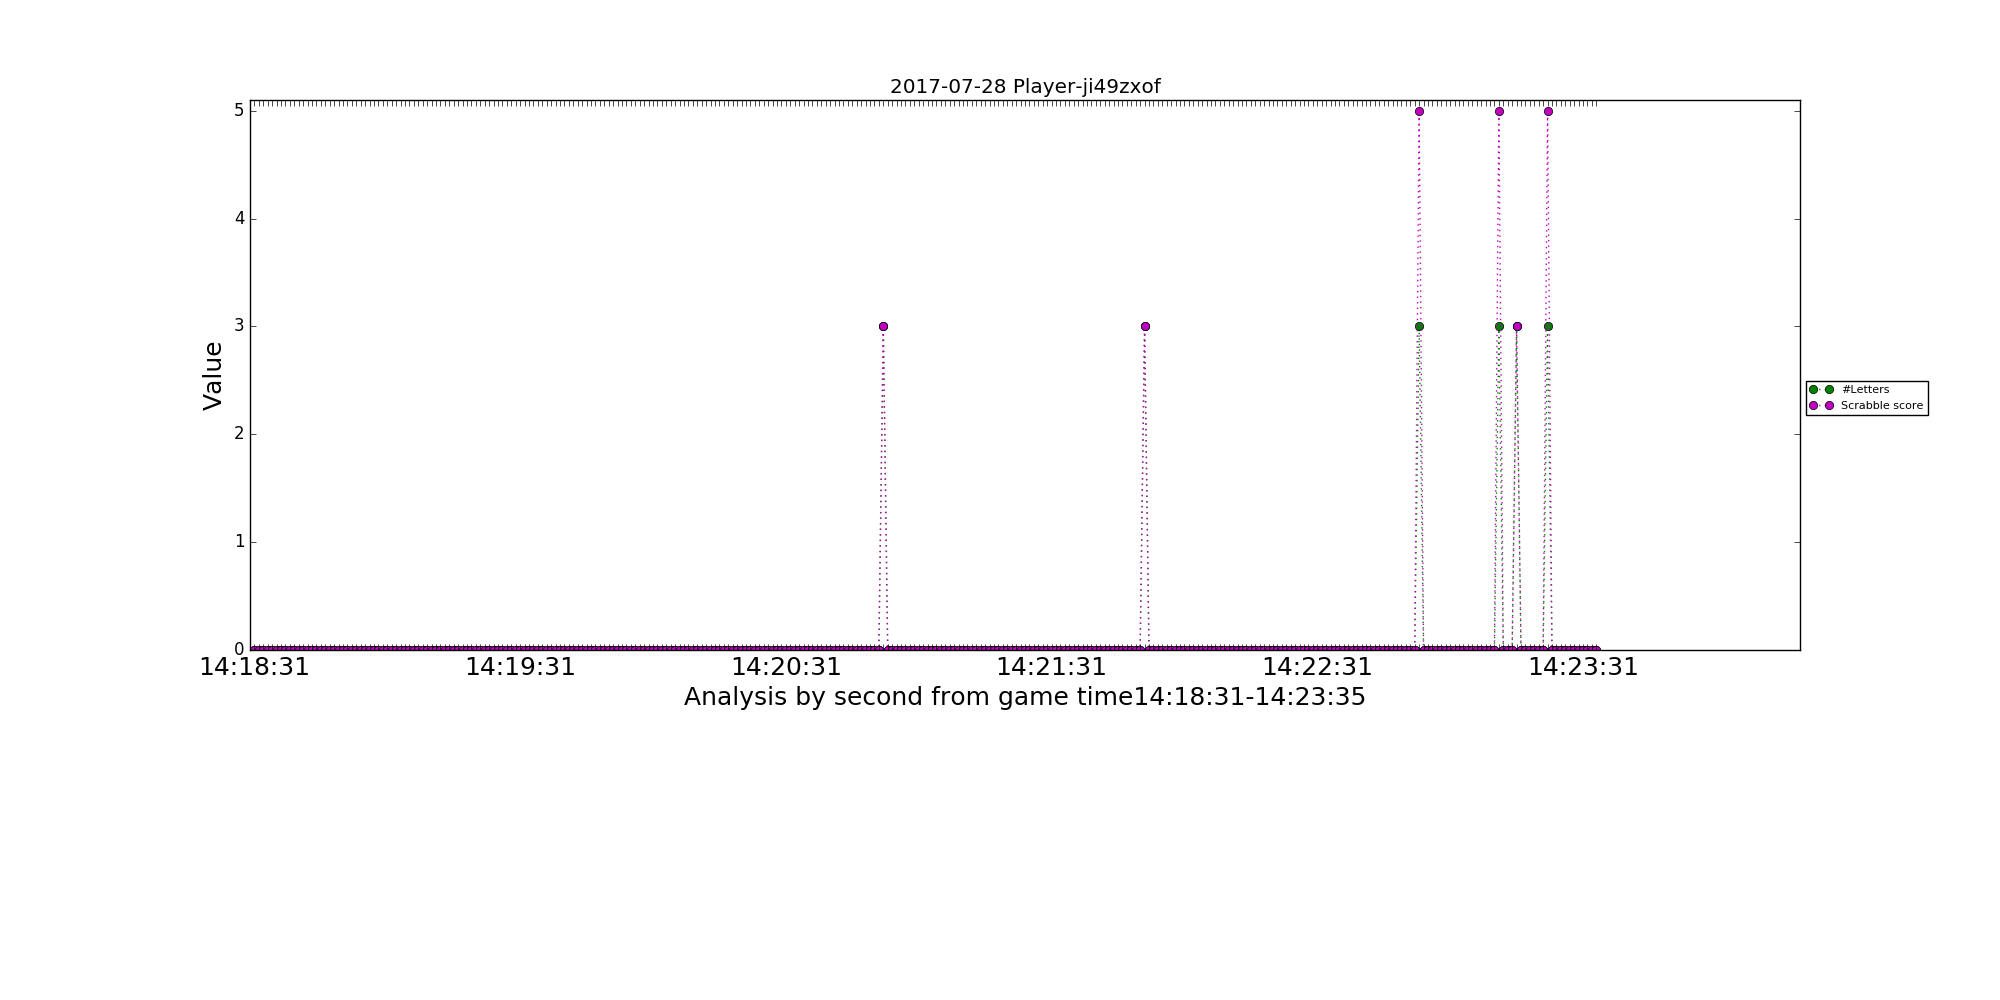 2017-07-28 Player-ji49zxof
5
4
3
2
1
0
Value
14:18:31 14:19:31 14:20:31 14:21:31 14:22:31 14:23:31
Analysis by second from game time14:18:31-14:23:35
#Letters
Scrabble score